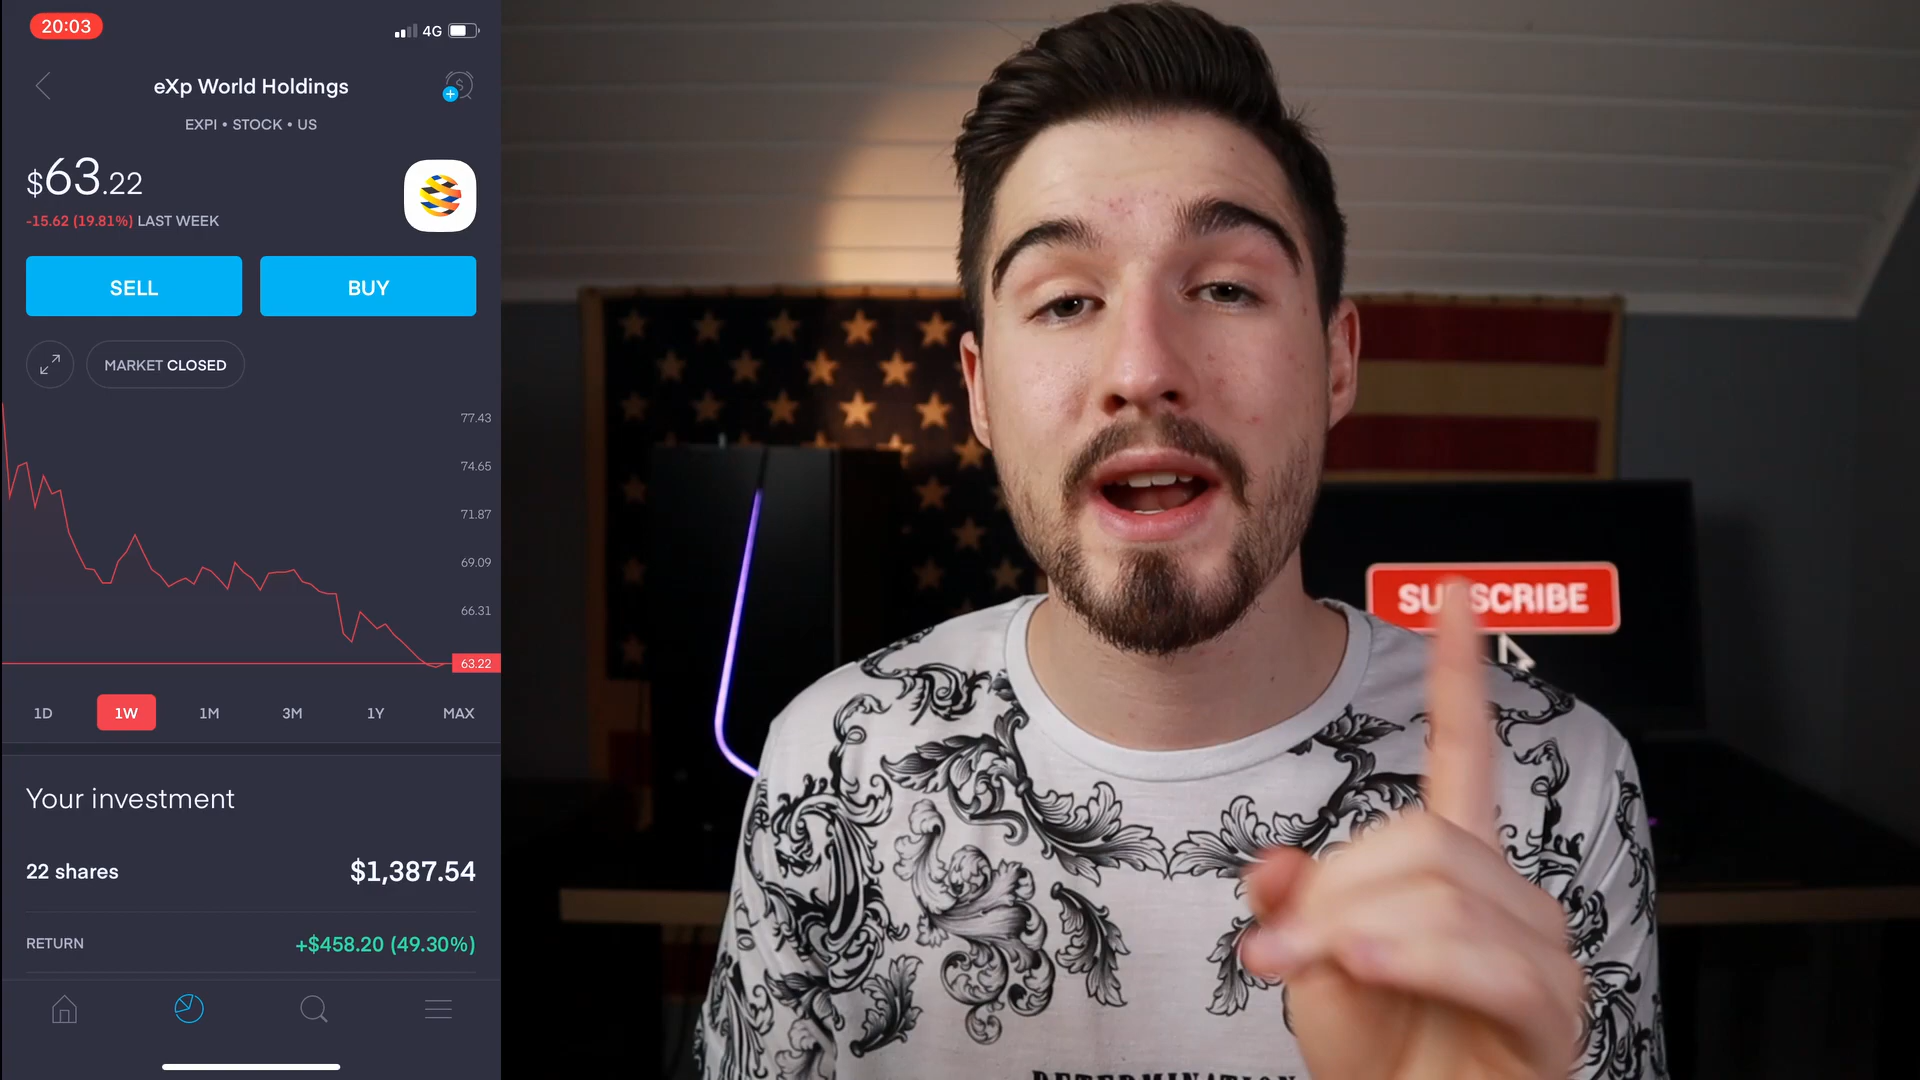 20:03
4G
eXp World Holdings
EXPI • STOCK • US
$63.22
-15.62 (19.81%) LAST WEEK
SELL
BUY
MARKET CLOSED
77.43
74.65
71.87
69.09
66.31
63.22
1D
1W
1M
3M
1Y
MAX
Your investment
22 shares
$1,387.54
RETURN
+$458.20 (49.30%)
SUBSCRIBE
DETERMINATION